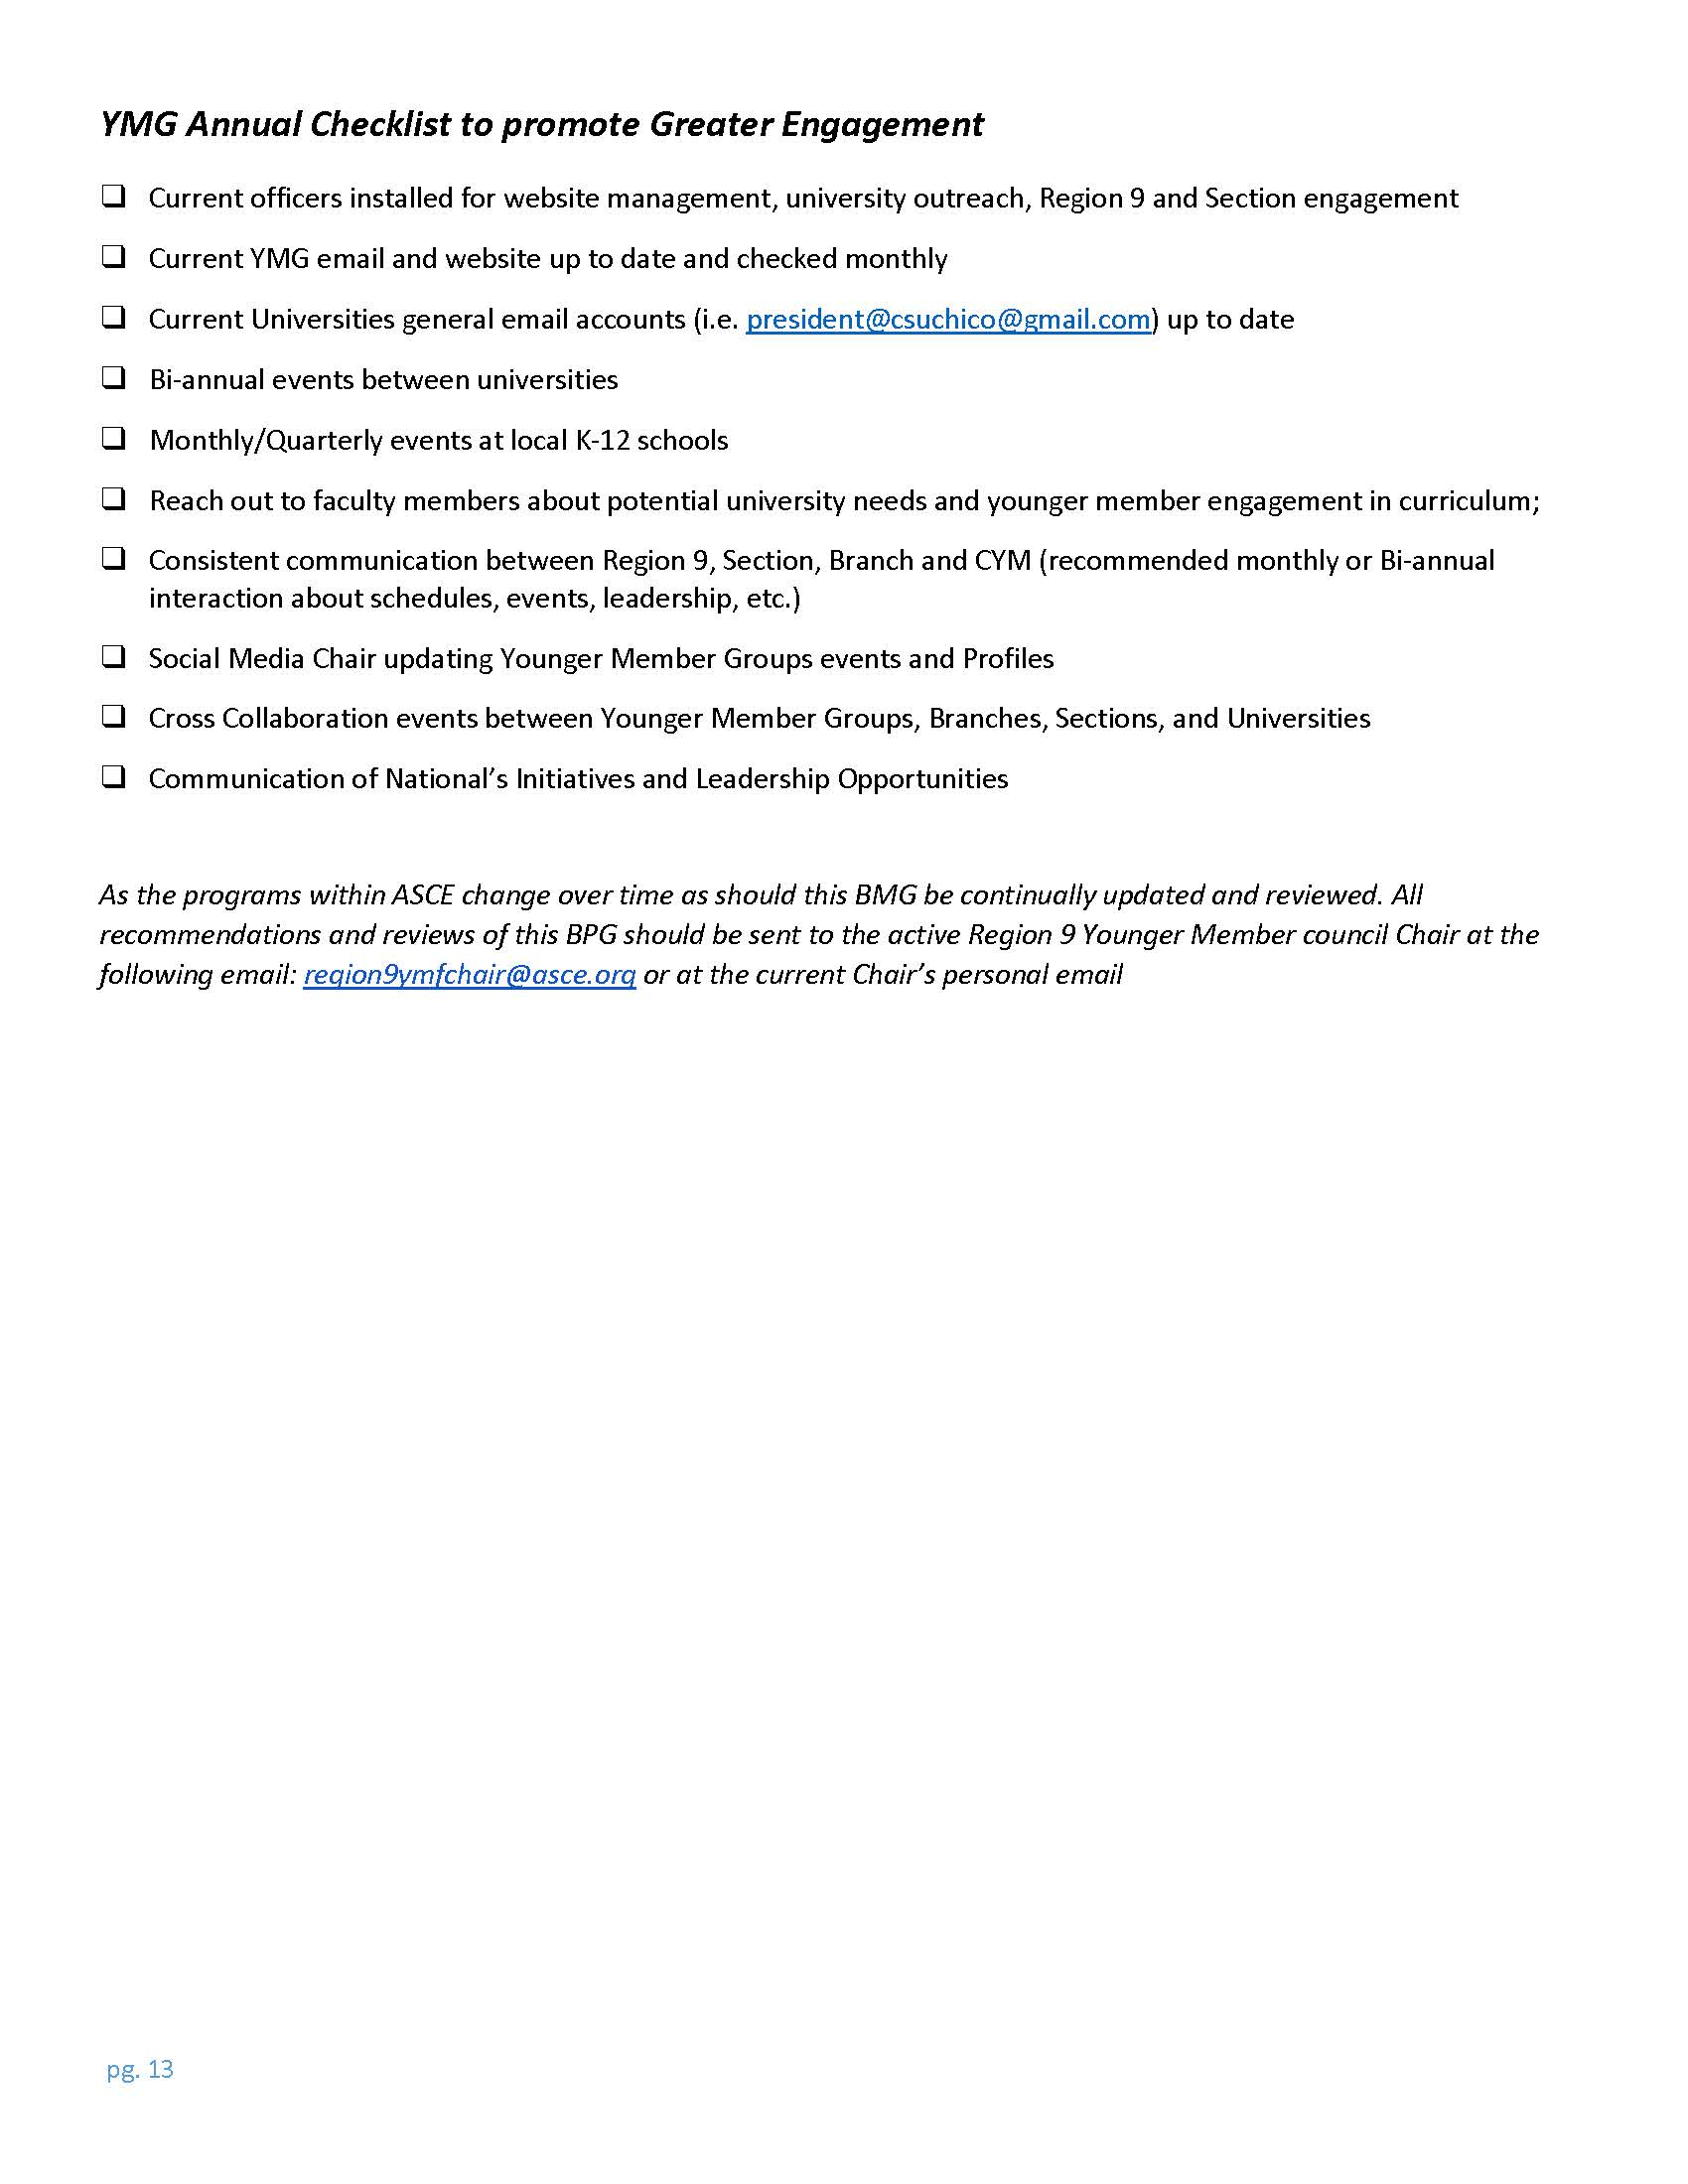 YMG Annual Checklist to promote Greater Engagement
❑ Current officers installed for website management, university outreach, Region 9 and Section engagement
❑ Current YMG email and website up to date and checked monthly
❑ Current Universities general email accounts (i.e. president@csuchico@gmail.com) up to date
❑ Bi-annual events between universities
❑ Monthly/Quarterly events at local K-12 schools
❑ Reach out to faculty members about potential university needs and younger member engagement in curriculum;
❑ Consistent communication between Region 9, Section, Branch and CYM (recommended monthly or Bi-annual
interaction about schedules, events, leadership, etc.)
❑ Social Media Chair updating Younger Member Groups events and Profiles
❑ Cross Collaboration events between Younger Member Groups, Branches, Sections, and Universities
❑ Communication of National’s Initiatives and Leadership Opportunities
As the programs within ASCE change over time as should this BMG be continually updated and reviewed. All
recommendations and reviews of this BPG should be sent to the active Region 9 Younger Member council Chair at the
following email: region9ymfchair@asce.org or at the current Chair’s personal email
pg. 13